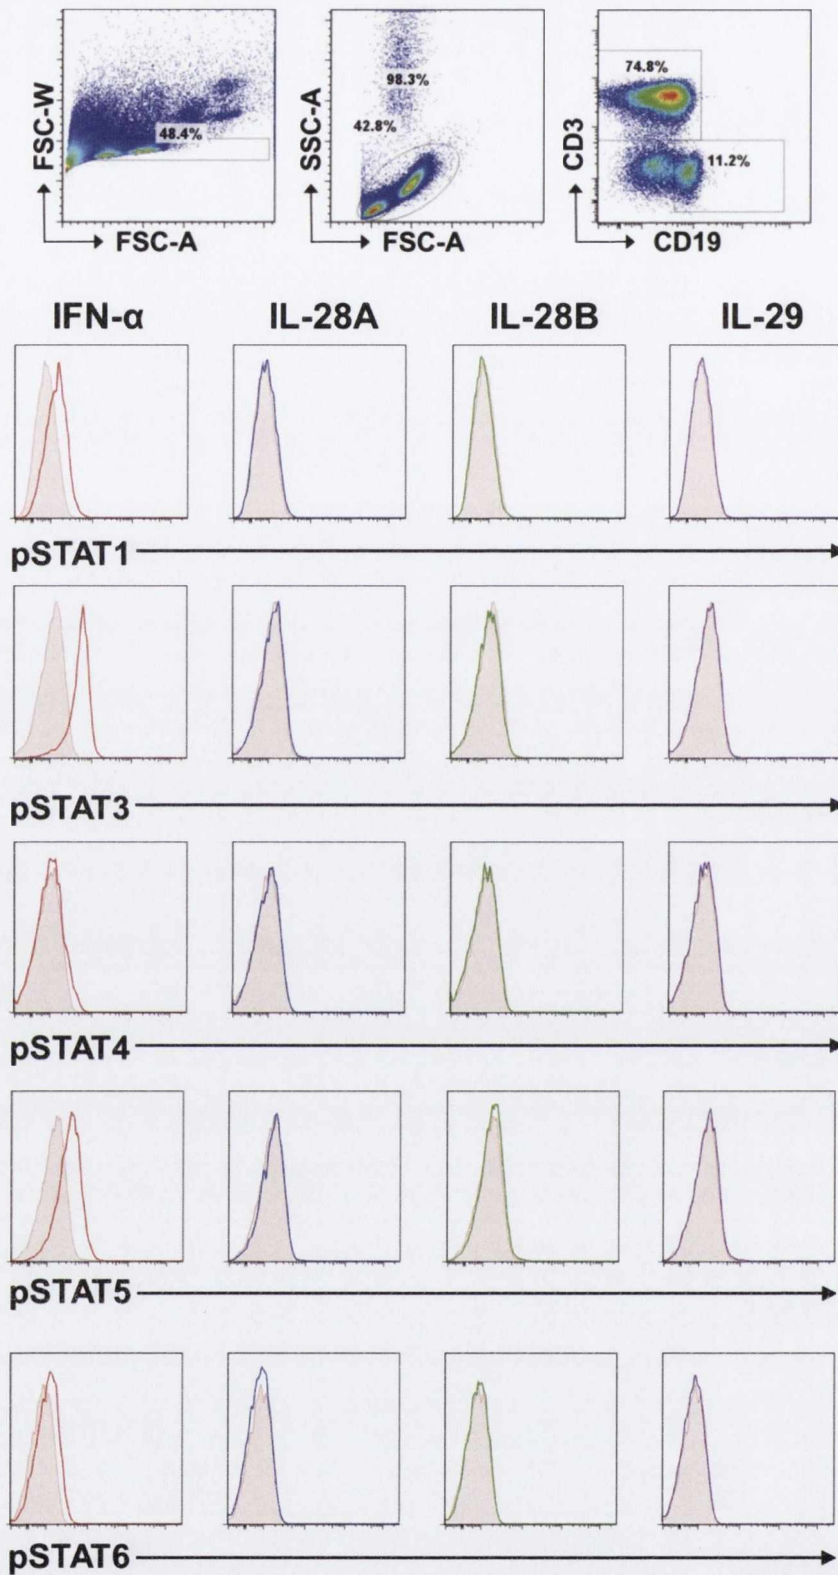 FSC-W
48.4%
FSC-A
SSC-A
98.3%
42.8%
FSC-A
CD3
74.8%
11.2%
CD19
IFN-α IL-28A IL-28B IL-29
pSTAT1
pSTAT3
pSTAT4
pSTAT5
pSTAT6